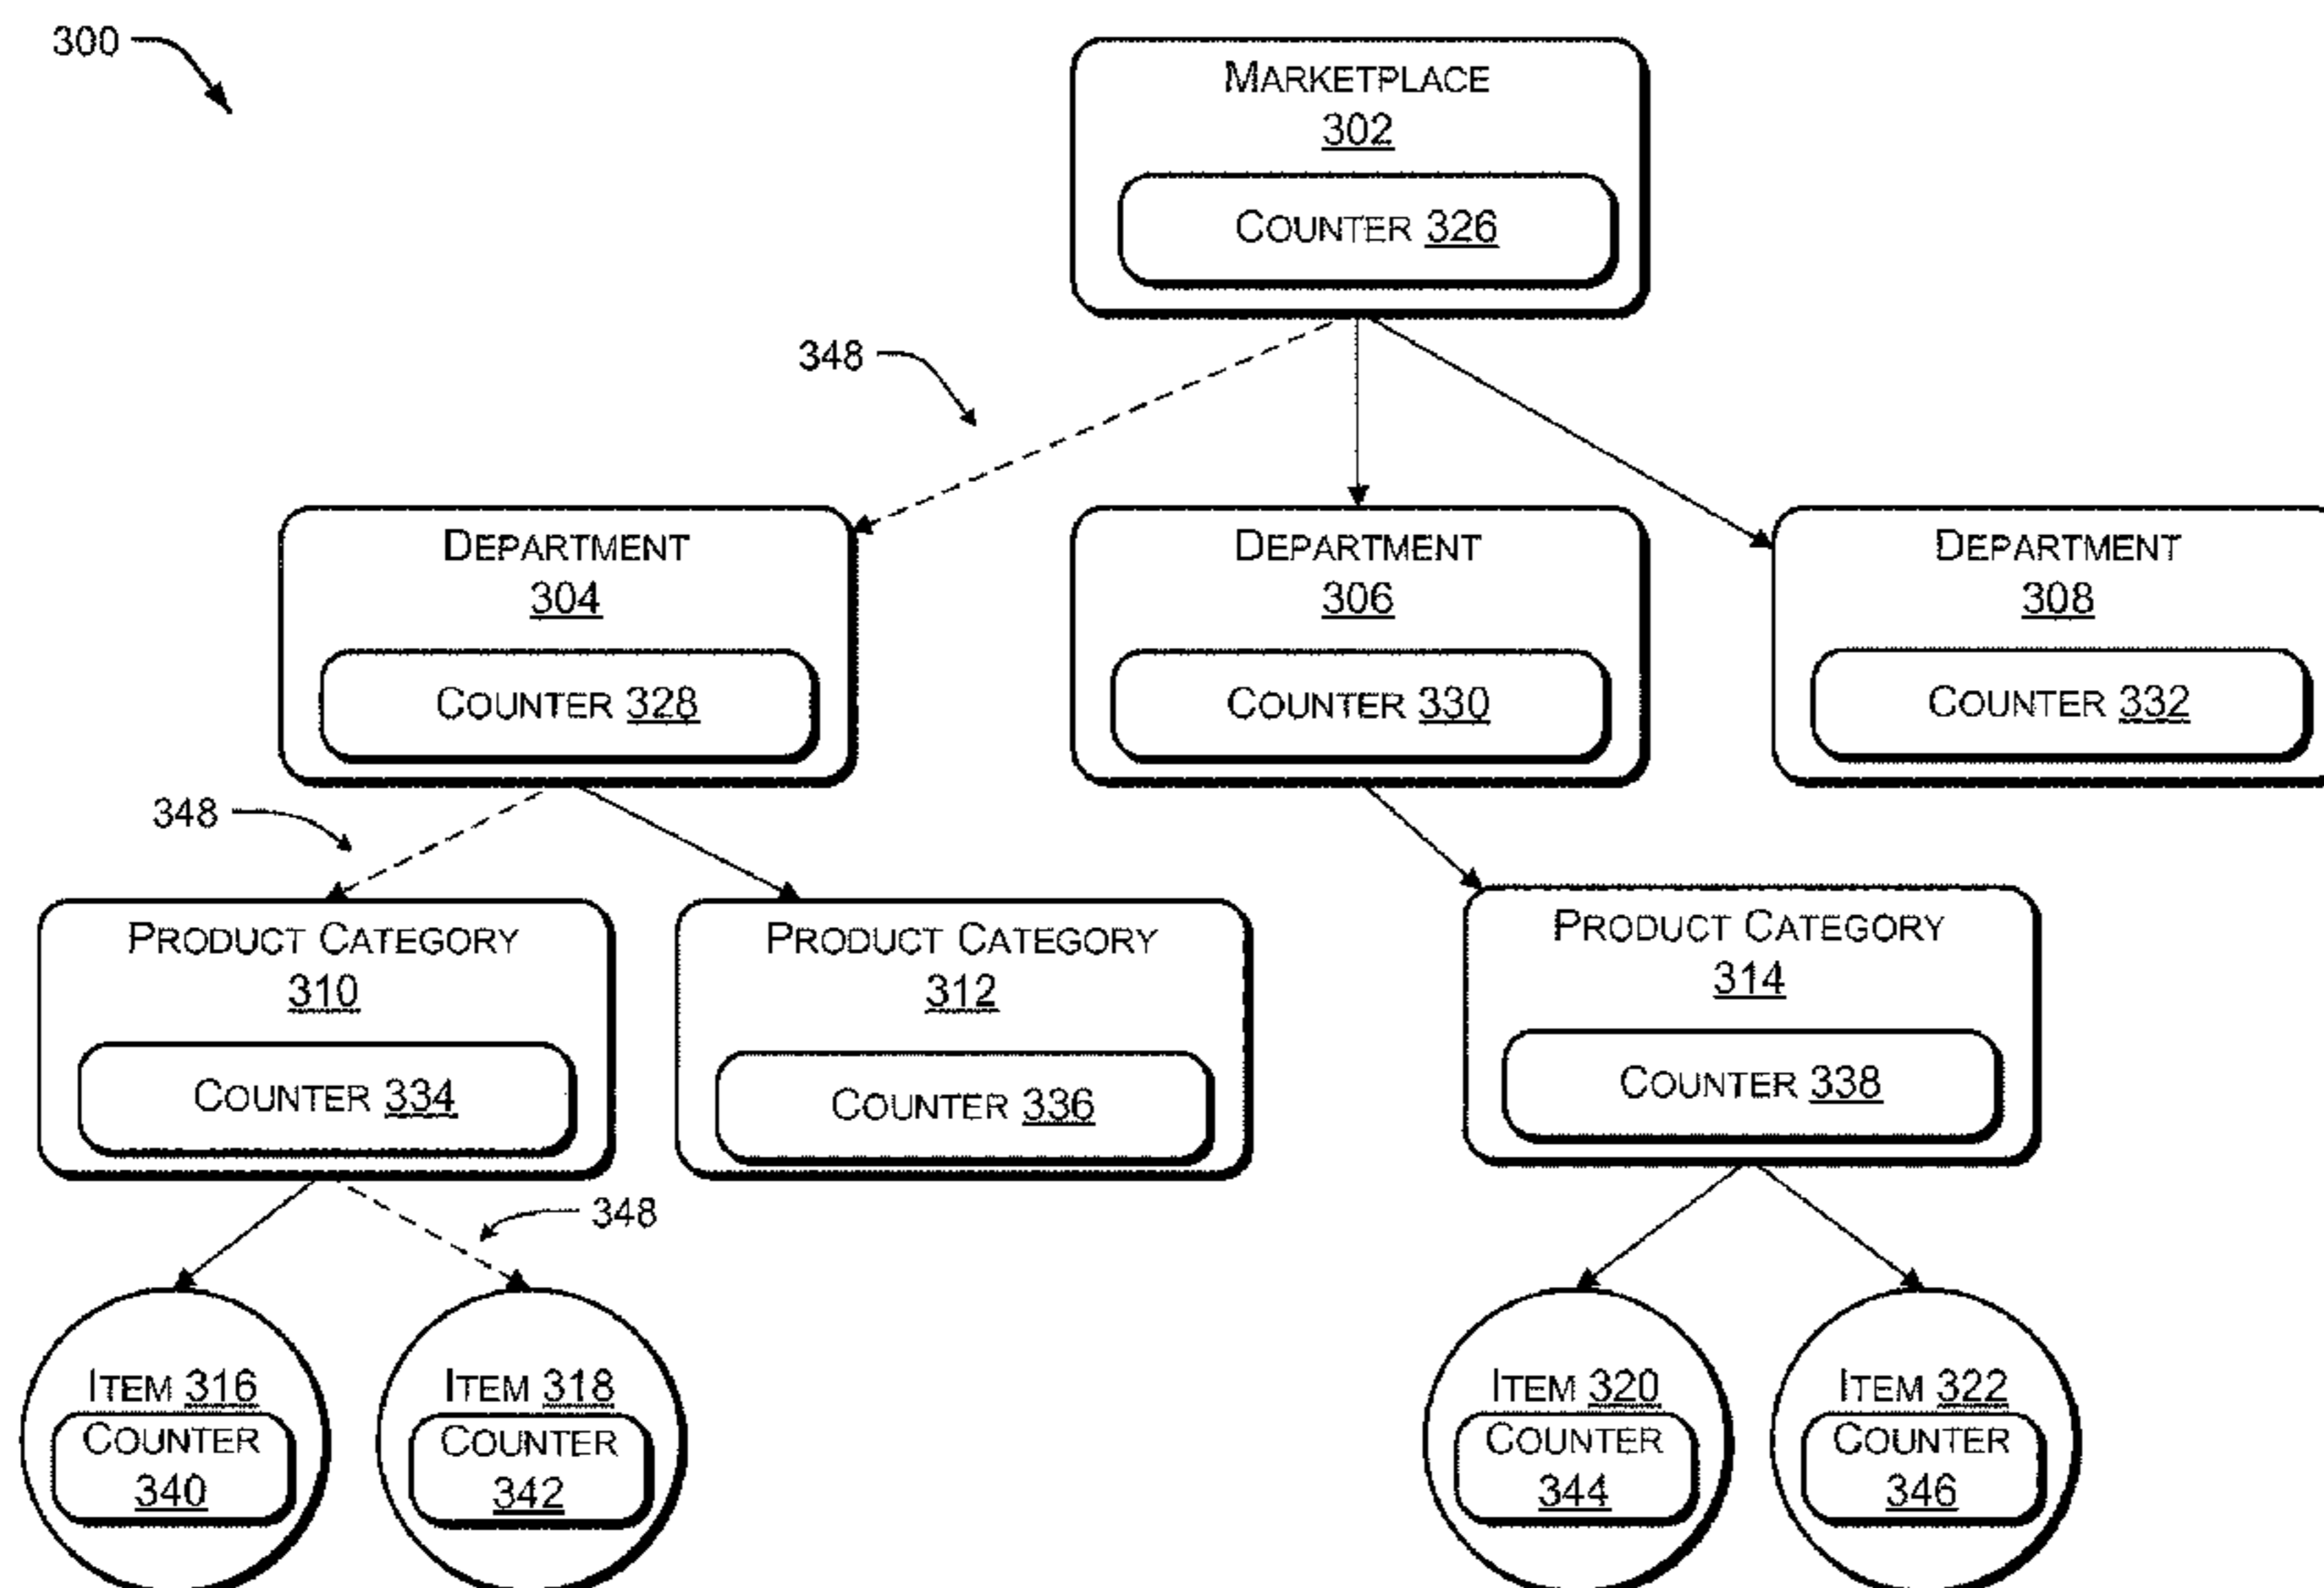 300
MARKETPLACE
302
COUNTER 326
348
DEPARTMENT
304
COUNTER 328
DEPARTMENT
306
COUNTER 330
DEPARTMENT
308
COUNTER 332
348
PRODUCT CATEGORY
310
COUNTER 334
PRODUCT CATEGORY
312
COUNTER 336
PRODUCT CATEGORY
314
COUNTER 338
348
ITEM 316
COUNTER
340
ITEM 318
COUNTER
342
ITEM 320
COUNTER
344
ITEM 322
COUNTER
346